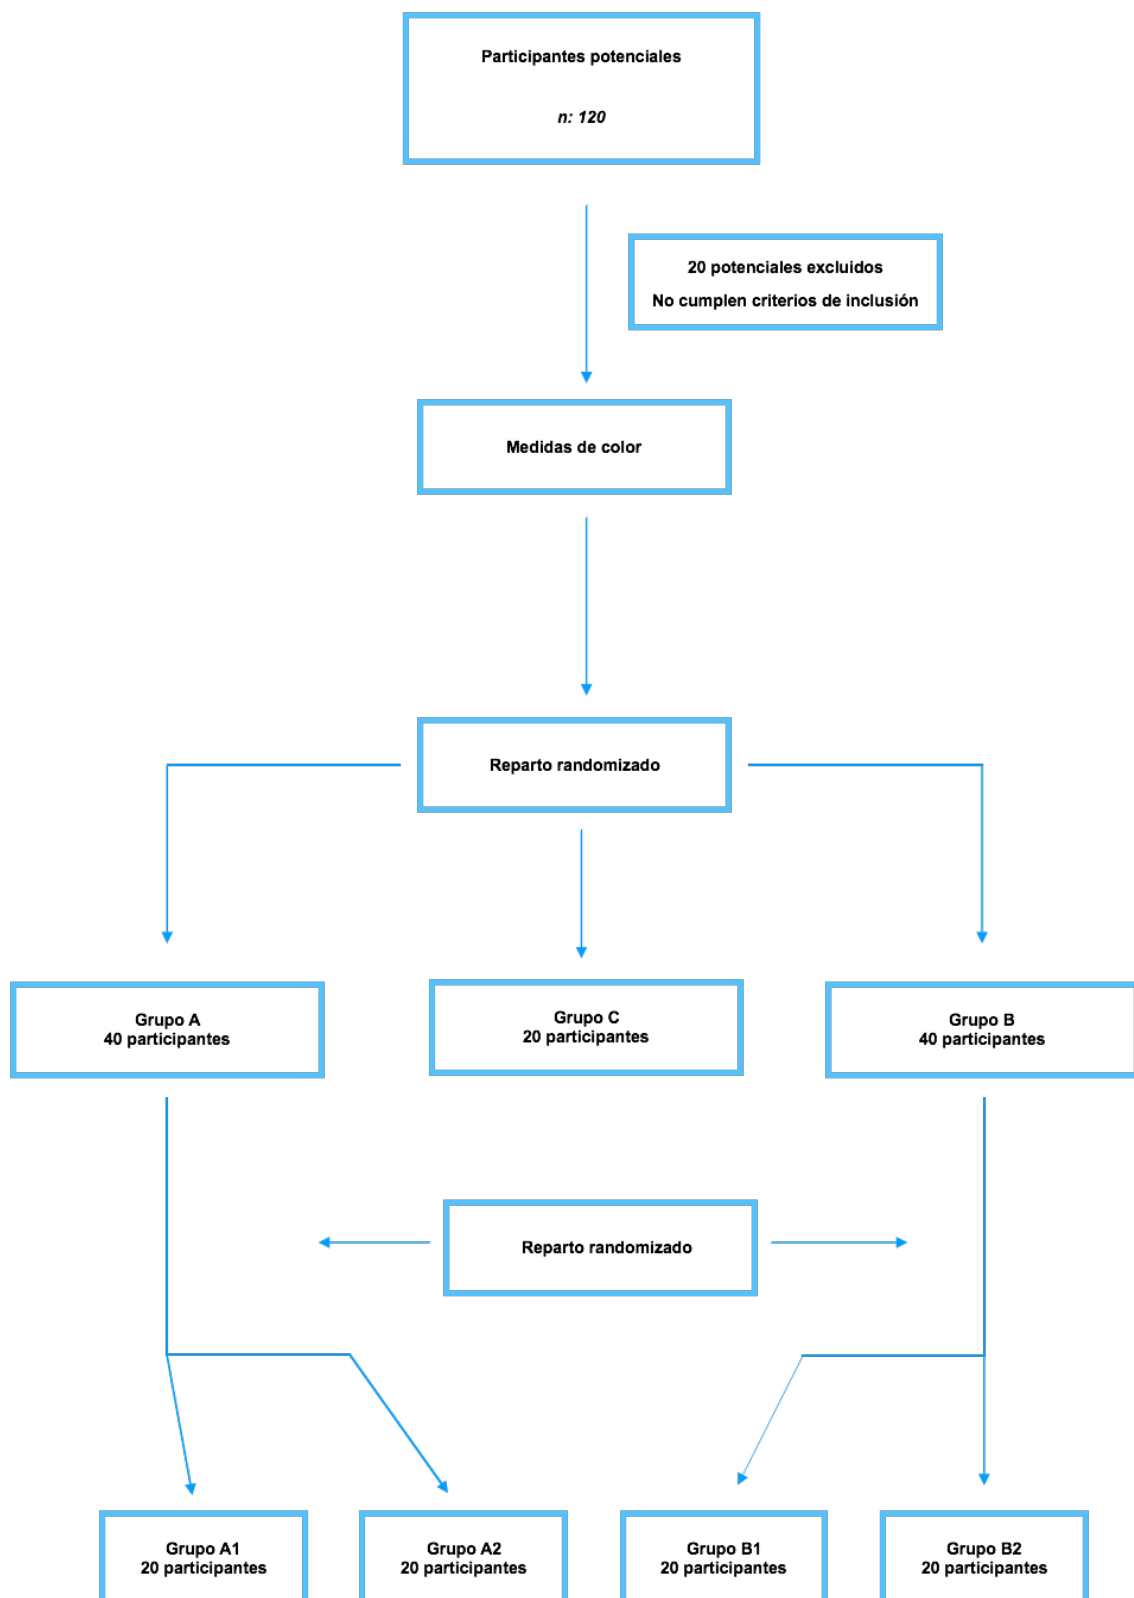 Participantes potenciales
n: 120
20 potenciales excluidos
No cumplen criterios de inclusión
Medidas de color
Reparto randomizado
Grupo A
40 participantes
Grupo C
20 participantes
Grupo B
40 participantes
Reparto randomizado
Grupo A1
20 participantes
Grupo A2
20 participantes
Grupo B1
20 participantes
Grupo B2
20 participantes